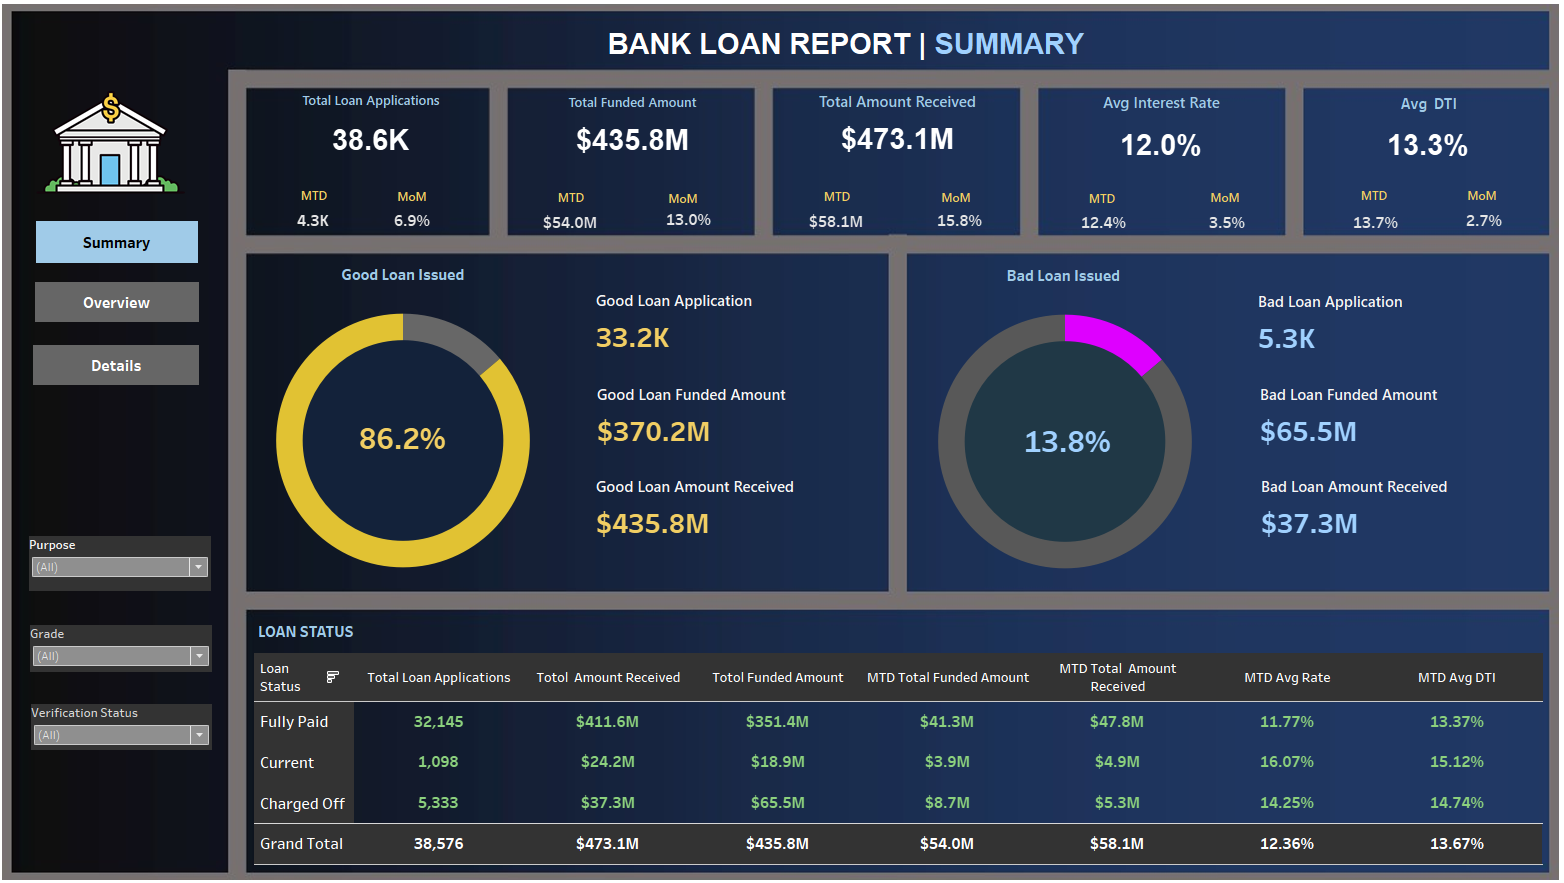 BANK LOAN REPORT | SUMMARY
$
Summary
Overview
Details
Purpose
(All)
Grade
(All)
Verification Status
(All)
Total Loan Applications
38.6K
MTD MoM
4.3K 6.9%
Total Funded Amount
$435.8M
MTD MoM
$54.0M 13.0%
Total Amount Received
$473.1M
MTD MoM
$58.1M 15.8%
Avg Interest Rate
12.0%
MTD MoM
12.4% 3.5%
Avg DTI
13.3%
MTD MoM
13.7% 2.7%
Good Loan Issued
86.2%
Good Loan Application
33.2K
Good Loan Funded Amount
$370.2M
Good Loan Amount Received
$435.8M
Bad Loan Issued
13.8%
Bad Loan Application
5.3K
Bad Loan Funded Amount
$65.5M
Bad Loan Amount Received
$37.3M
LOAN STATUS
Loan Status Total Loan Applications Totol Amount Received Total Funded Amount MTD Total Funded Amount MTD Total Amount Received MTD Avg Rate MTD Avg DTI
Fully Paid 32,145 $411.6M $351.4M $41.3M $47.8M 11.77% 13.37%
Current 1,098 $24.2M $18.9M $3.9M $4.9M 16.07% 15.12%
Charged Off 5,333 $37.3M $65.5M $8.7M $5.3M 14.25% 14.74%
Grand Total 38,576 $473.1M $435.8M $54.0M $58.1M 12.36% 13.67%